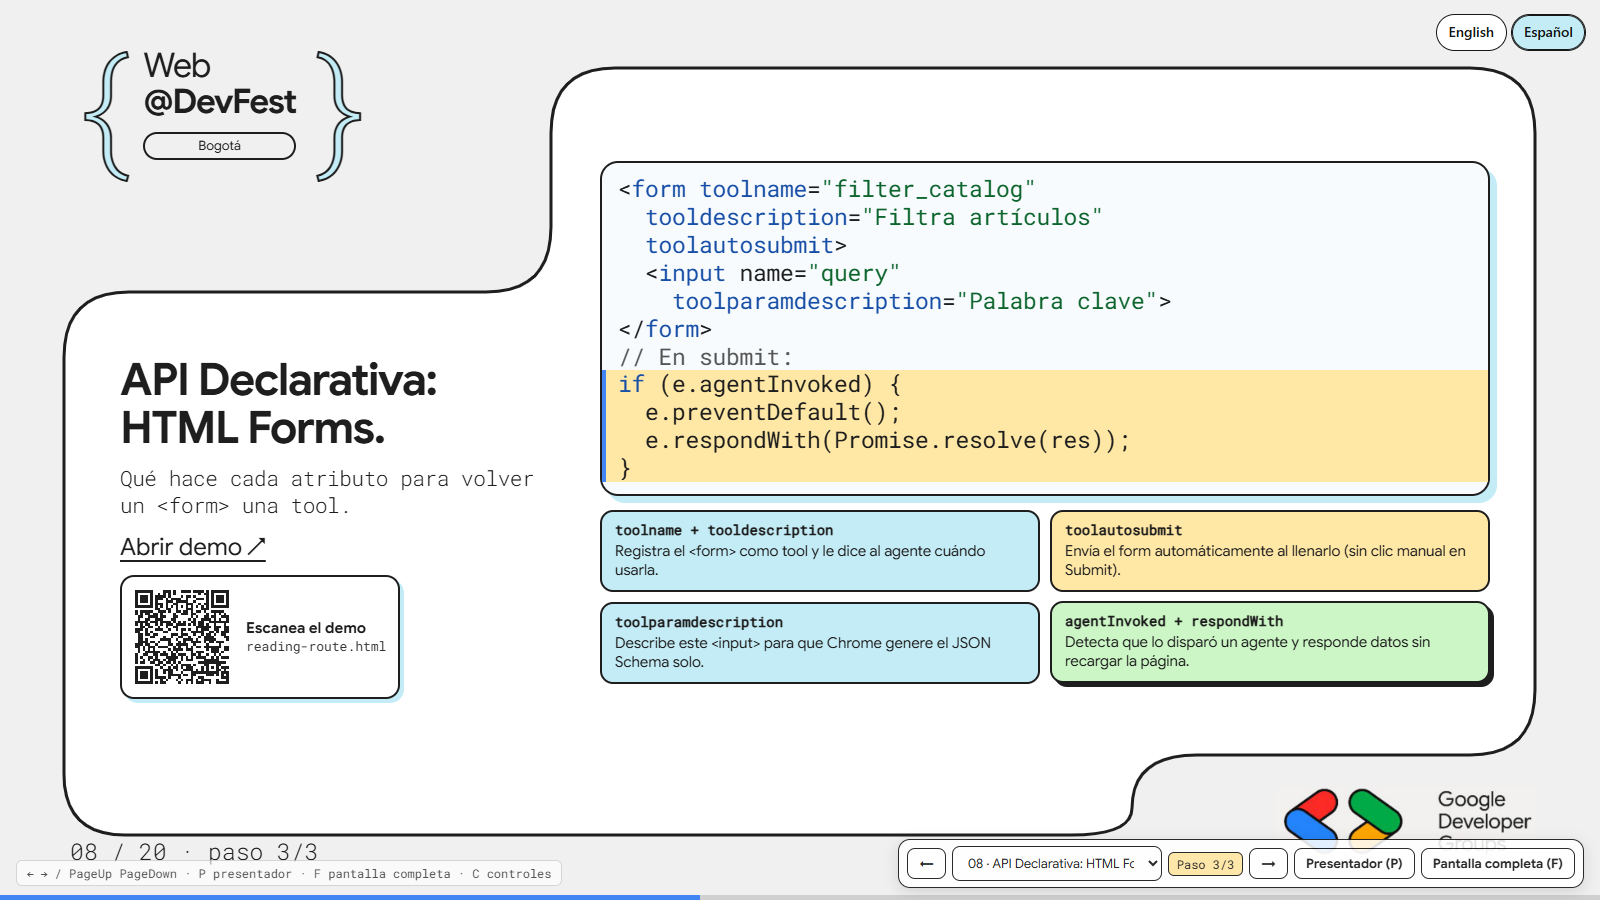 English
Español
Web
@DevFest
Bogotá
API Declarativa:
HTML Forms.
Qué hace cada atributo para volver
un <form> una tool.
Abrir demo ↗
Escanea el demo
reading-route.html
<form toolname="filter_catalog"
  tooldescription="Filtra artículos"
  toolautosubmit>
  <input name="query"
    toolparamdescription="Palabra clave">
</form>
// En submit:
if (e.agentInvoked) {
  e.preventDefault();
  e.respondWith(Promise.resolve(res));
}
toolname + tooldescription
Registra el <form> como tool y le dice al agente cuándo
usarla.
toolautosubmit
Envía el form automáticamente al llenarlo (sin clic manual en
Submit).
toolparamdescription
Describe este <input> para que Chrome genere el JSON
Schema solo.
agentInvoked + respondWith
Detecta que lo disparó un agente y responde datos sin
recargar la página.
Google
Developer
Groups
08 / 20 · paso 3/3
← → / PageUp PageDown · P presentador · F pantalla completa · C controles
←
08 · API Declarativa: HTML Fo
Paso 3/3
→
Presentador (P)
Pantalla completa (F)